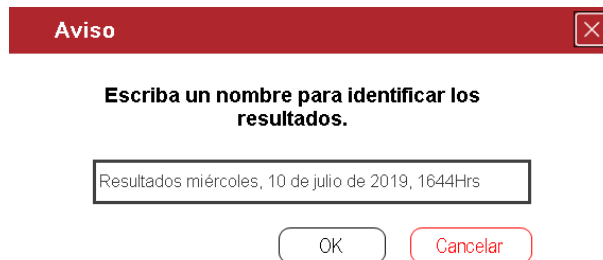 Aviso
Escriba un nombre para identificar los
resultados.
Resultados miércoles, 10 de julio de 2019, 1644Hrs
OK
Cancelar